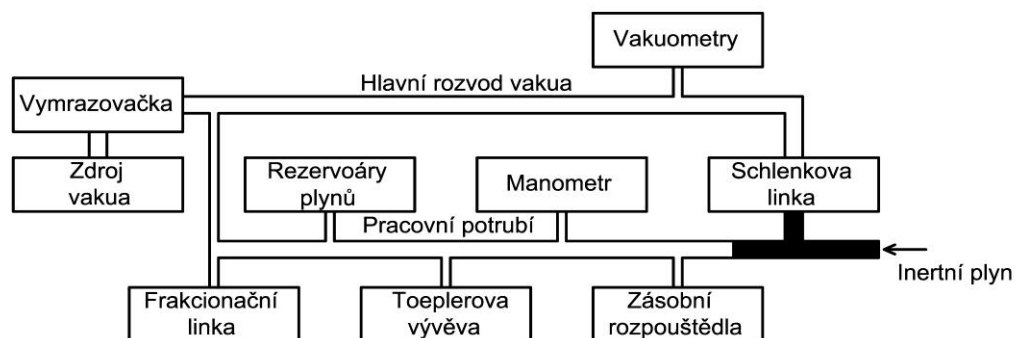 Vakuometry
Hlavní rozvod vakua
Vymrazovačka
Zdroj
vakua
Rezervoáry
plynů
Manometr
Schlenkova
linka
Pracovní potrubí
Inertní plyn
Frakcionační
linka
Toeplerova
vývěva
Zásobní
rozpouštědla